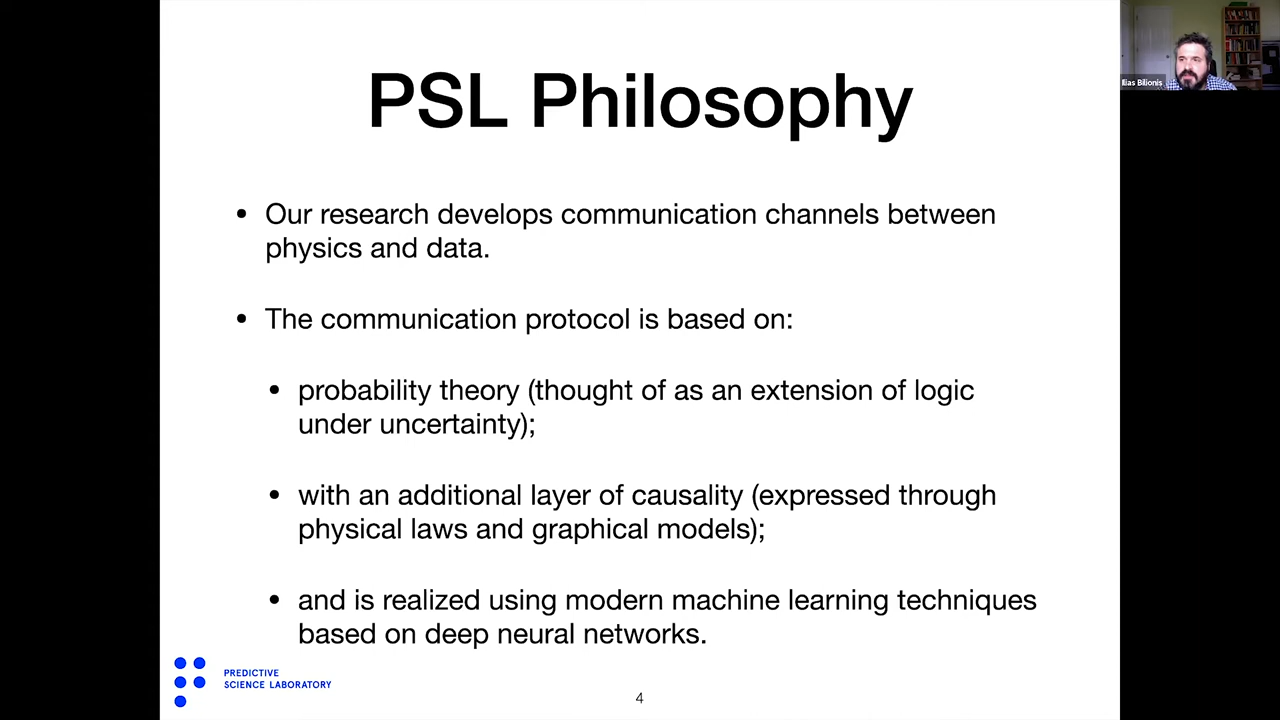 PSL Philosophy
Ilias Bilionis
• Our research develops communication channels between
physics and data.
• The communication protocol is based on:
• probability theory (thought of as an extension of logic
under uncertainty);
• with an additional layer of causality (expressed through
physical laws and graphical models);
• and is realized using modern machine learning techniques
based on deep neural networks.
PREDICTIVE
SCIENCE LABORATORY
4